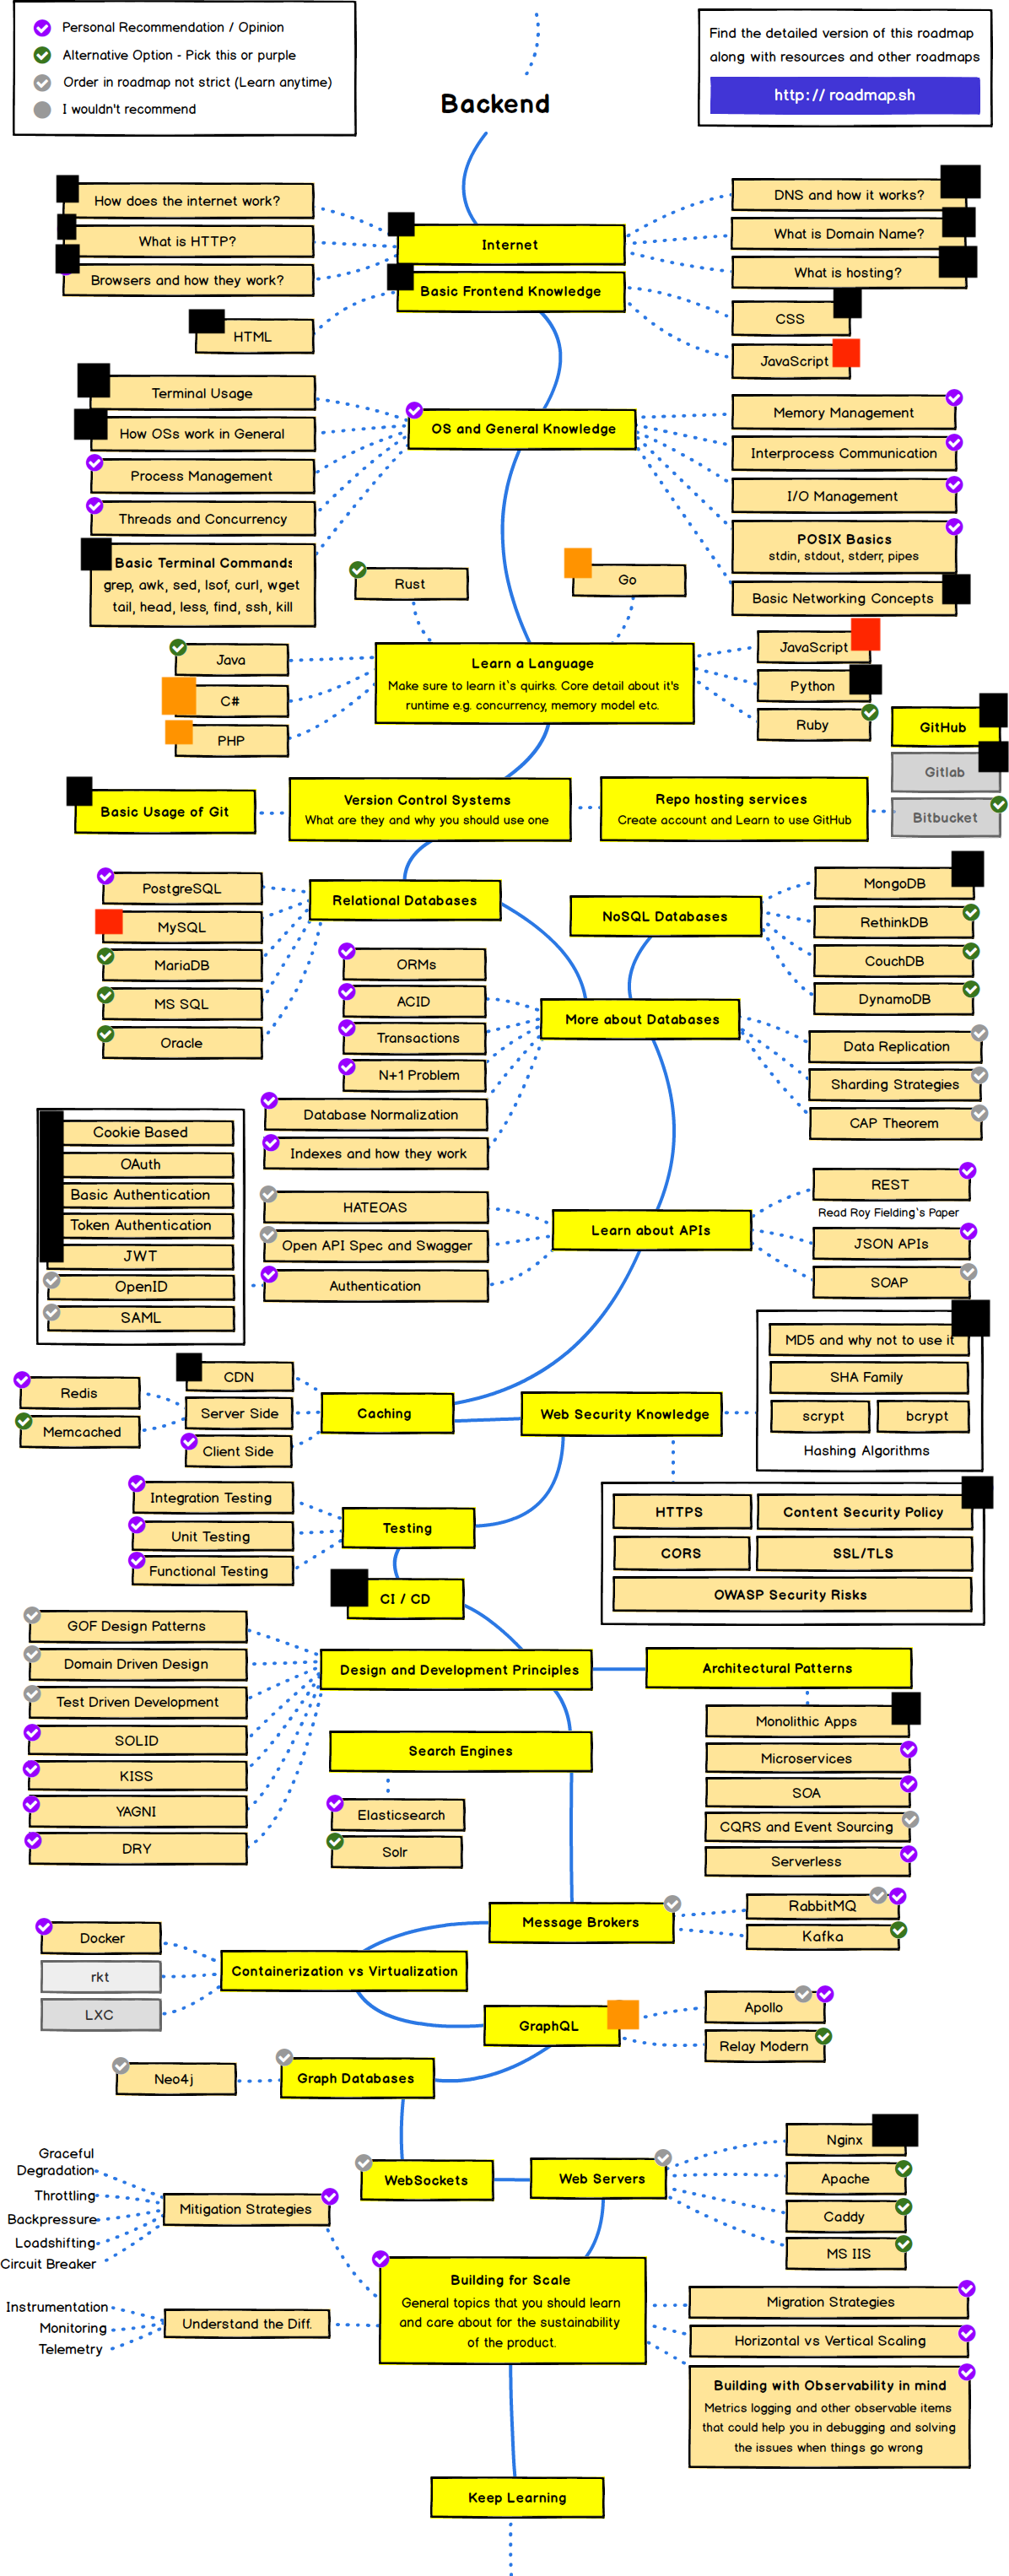 Personal Recommendation / Opinion
Alternative Option - Pick this or purple
Order in roadmap not strict (Learn anytime)
I wouldn't recommend
Find the detailed version of this roadmap
along with resources and other roadmaps
http://roadmap.sh
Backend
How does the internet work?
What is HTTP?
Browsers and how they work?
Internet
DNS and how it works?
What is Domain Name?
What is hosting?
Basic Frontend Knowledge
HTML
CSS
JavaScript
Terminal Usage
How OSs work in General
Process Management
Threads and Concurrency
Basic Terminal Commands
grep, awk, sed, lsof, curl, wget
tail, head, less, find, ssh, kill
OS and General Knowledge
Memory Management
Interprocess Communication
I/O Management
POSIX Basics
stdin, stdout, stderr, pipes
Basic Networking Concepts
Rust
Go
Java
C#
PHP
Learn a Language
Make sure to learn it`s quirks. Core detail about it's
runtime e.g. concurrency, memory model etc.
JavaScript
Python
Ruby
GitHub
Gitlab
Bitbucket
Basic Usage of Git
Version Control Systems
What are they and why you should use one
Repo hosting services
Create account and Learn to use GitHub
PostgreSQL
MySQL
MariaDB
MS SQL
Oracle
Relational Databases
NoSQL Databases
MongoDB
RethinkDB
CouchDB
DynamoDB
ORMs
ACID
Transactions
N+1 Problem
Database Normalization
Indexes and how they work
More about Databases
Data Replication
Sharding Strategies
CAP Theorem
Cookie Based
OAuth
Basic Authentication
Token Authentication
JWT
OpenID
SAML
HATEOAS
Open API Spec and Swagger
Authentication
Learn about APIs
REST
Read Roy Fielding`s Paper
JSON APIs
SOAP
MD5 and why not to use it
SHA Family
scrypt
bcrypt
Hashing Algorithms
Redis
Memcached
CDN
Server Side
Client Side
Caching
Web Security Knowledge
HTTPS
Content Security Policy
CORS
SSL/TLS
OWASP Security Risks
Integration Testing
Unit Testing
Functional Testing
Testing
CI / CD
GOF Design Patterns
Domain Driven Design
Test Driven Development
SOLID
KISS
YAGNI
DRY
Design and Development Principles
Architectural Patterns
Monolithic Apps
Microservices
SOA
CQRS and Event Sourcing
Serverless
Search Engines
Elasticsearch
Solr
Message Brokers
RabbitMQ
Kafka
Docker
rkt
LXC
Containerization vs Virtualization
GraphQL
Apollo
Relay Modern
Neo4j
Graph Databases
WebSockets
Web Servers
Nginx
Apache
Caddy
MS IIS
Graceful
Degradation
Throttling
Backpressure
Loadshifting
Circuit Breaker
Mitigation Strategies
Instrumentation
Monitoring
Telemetry
Understand the Diff.
Building for Scale
General topics that you should learn
and care about for the sustainability
of the product.
Migration Strategies
Horizontal vs Vertical Scaling
Building with Observability in mind
Metrics logging and other observable items
that could help you in debugging and solving
the issues when things go wrong
Keep Learning